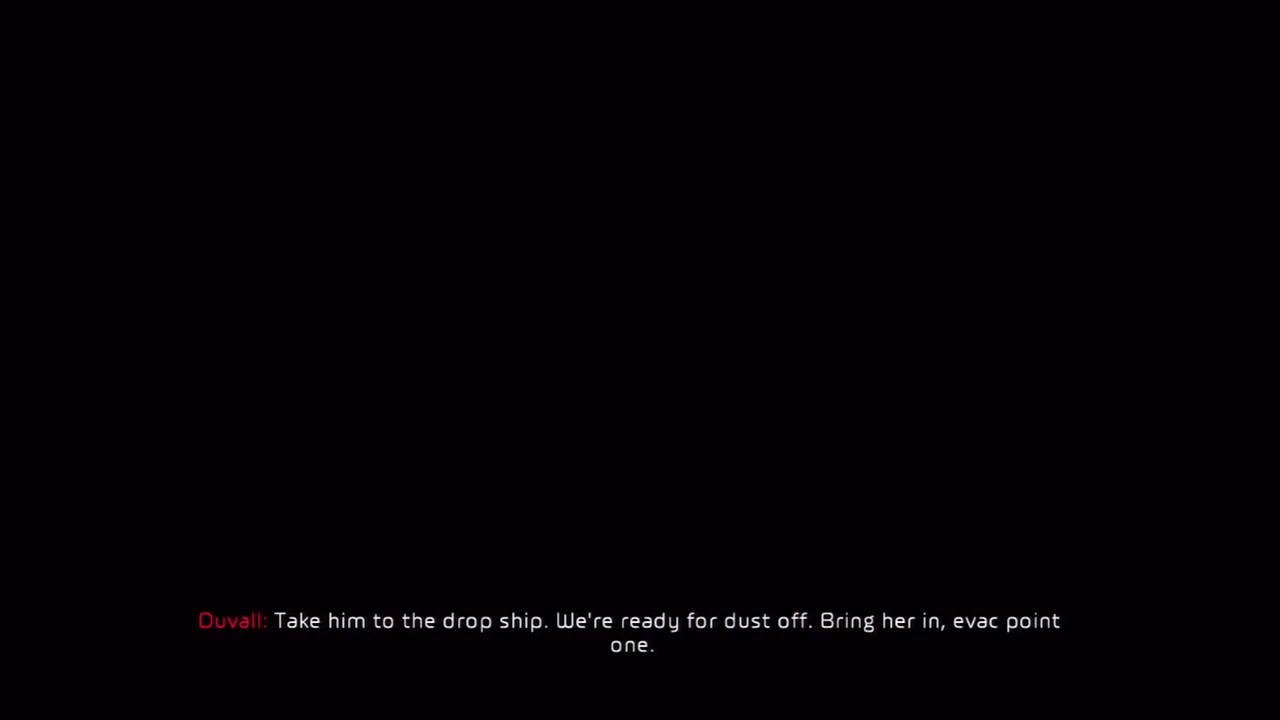 Duvall: Take him to the drop ship. We're ready for dust off. Bring her in, evac point
one.